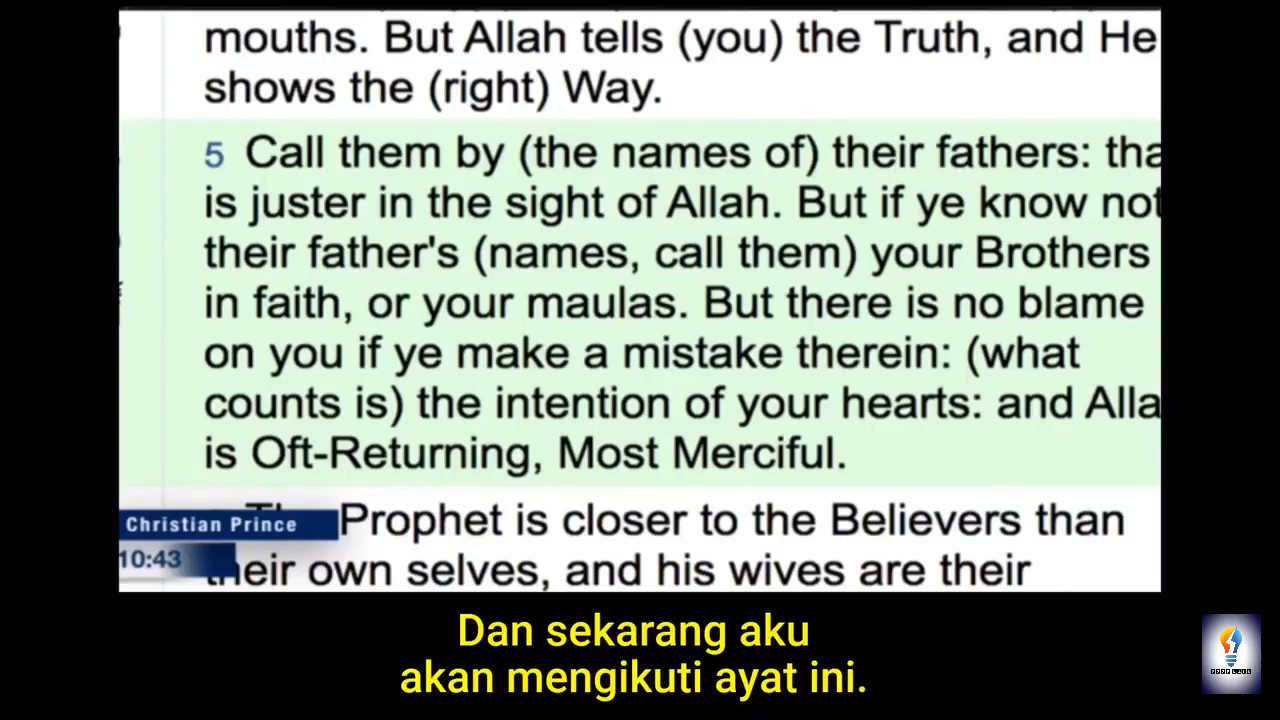 mouths. But Allah tells (you) the Truth, and He
shows the (right) Way.
5 Call them by (the names of) their fathers: tha
is juster in the sight of Allah. But if ye know not
their father's (names, call them) your Brothers
in faith, or your maulas. But there is no blame
on you if ye make a mistake therein: (what
counts is) the intention of your hearts: and Alla
is Oft-Returning, Most Merciful.
Prophet is closer to the Believers than
Christian Prince
their own selves, and his wives are their
10:43
Dan sekarang aku
akan mengikuti ayat ini.